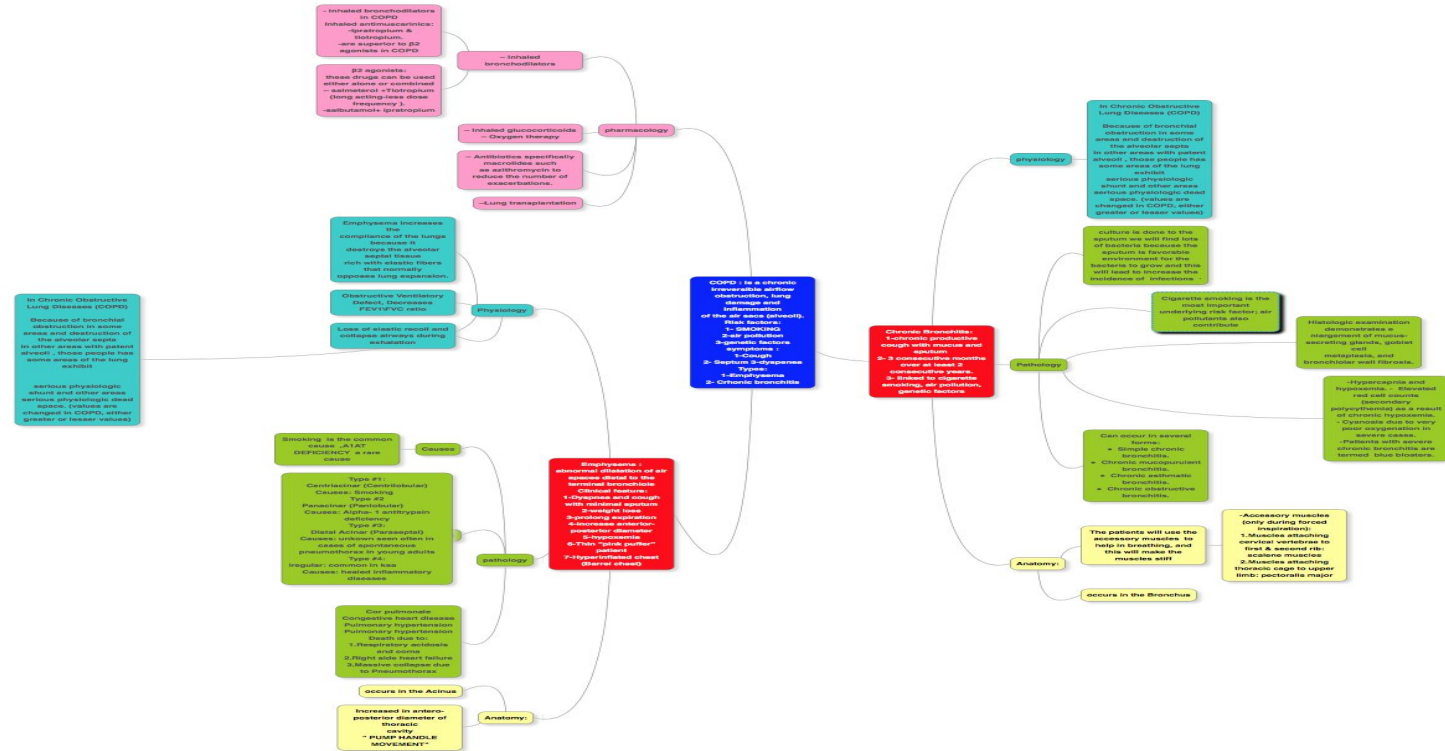 - Inhaled bronchodilators
in COPD
Inhaled antimuscarinics:
-Ipratropium &
tiotropium.
-are superior to β2
agonists in COPD
β2 agonists:
these drugs can be used
either alone or combined
– salmeterol +Tiotropium
(long acting-less dose
frequency ).
-salbutamol+ ipratropium
– Inhaled
bronchodilators
– Inhaled glucocorticoids
– Oxygen therapy
– Antibiotics specifically
macrolides such
as azithromycin to
reduce the number of
exacerbations.
–Lung transplantation
pharmacology
Emphysema increases
the
compliance of the lungs
because it
destroys the alveolar
septal tissue
rich with elastic fibers
that normally
opposes lung expansion.
Obstructive Ventilatory
Defect, Decreases
FEV1\FVC ratio
Loss of elastic recoil and
collapse airways during
exhalation
Physiology
In Chronic Obstructive
Lung Diseases (COPD)
Because of bronchial
obstruction in some
areas and destruction of
the alveolar septa
in other areas with patent
alveoli , those people has
some areas of the lung
exhibit
serious physiologic
shunt and other areas
serious physiologic dead
space. (values are
changed in COPD, either
greater or lesser values)
COPD : is a chronic
irreversible airflow
obstruction, lung
damage and
inflammation
of the air sacs (alveoli).
Risk factors:
1- SMOKING
2-air pollution
3-genetic factors
symptoms :
1-Cough
2- Septum 3-dyspenea
Types:
1-Emphysema
2- Crhonic bronchitis
Smoking is the common
cause ,A1AT
DEFICIENCY a rare
cause
Causes
Type #1:
Centriacinar (Centrilobular)
Causes: Smoking
Type #2
Panacinar (Panlobular)
Causes: Alpha- 1 antitrypsin
deficiency
Type #3:
Distal Acinar (Paraseptal)
Causes: unkown seen often in
cases of spontaneous
pneumothorax in young adults
Type #4:
Irregular: common in ksa
Causes: healed inflammatory
diseases
pathology
Cor pulmonale
Congestive heart disease
Pulmonary hypertension
Pulmonary hypertension
Death due to:
1.Respiratory acidosis
and coma
2.Right side heart failure
3.Massive collapse due
to Pneumothorax
occurs in the Acinus
Increased in antero-
posterior diameter of
thoracic
cavity
" PUMP HANDLE
MOVEMENT"
Anatomy:
Emphysema :
abnormal dilatation of air
spaces distal to the
terminal bronchiole
Clinical feature:
1-Dyspnea and cough
with minimal sputum
2-weight loss
3-prolong expiration
4-Increase anterior-
posterior diameter
5-hypoxemia
6-Thin "pink puffer"
patient
7-Hyperinflated chest
(Barrel chest)
Chronic Bronchitis:
1-chronic productive
cough with mucus and
sputum
2- 3 consecutive months
over at least 2
consecutive years.
3- linked to cigarette
smoking, air pollution,
genetic factors
physiology
in Chronic Obstructive
Lung Diseases (COPD)
Because of bronchial
obstruction in some
areas and destruction of
the alveolar septa
in other areas with patent
alveoli , those people has
some areas of the lung
exhibit
serious physiologic
shunt and other areas
serious physiologic dead
space. (values are
changed in COPD, either
greater or lesser values)
culture is done to the
sputum we will find lots
of bacteria because the
sputum is favorable
environment for the
bacteria to grow and this
will lead to increase the
incidence of infections
Cigarette smoking is the
most important
underlying risk factor; air
pollutants also
contribute
Pathology
Histologic examination
demonstrates e
nlargement of mucus-
secreting glands, goblet
cell
metaplasia, and
bronchiolar wall fibrosis.
-Hypercapnia and
hypoxemia. - Elevated
red cell counts
(secondary
polycythemia) as a result
of chronic hypoxemia.
- Cyanosis due to very
poor oxygenation in
severe cases.
-Patients with severe
chronic bronchitis are
termed blue bloaters.
Can occur in several
forms:
• Simple chronic
bronchitis.
• Chronic mucopurulent
bronchitis.
• Chronic asthmatic
bronchitis.
• Chronic obstructive
bronchitis.
Anatomy:
The patients will use the
accessory muscles to
help in breathing, and
this will make the
muscles stiff
-Accessory muscles
(only during forced
inspiration):
1.Muscles attaching
cervical vertebrae to
first & second rib:
scalene muscles
2.Muscles attaching
thoracic cage to upper
limb: pectoralis major
occurs in the Bronchus